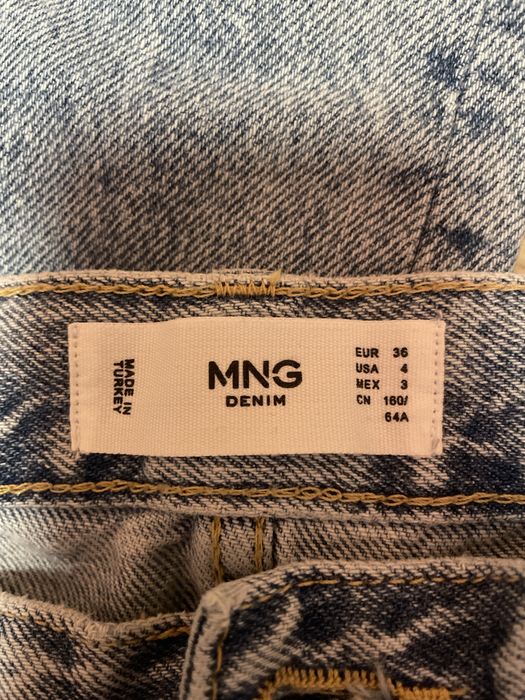 MADE IN
TURKEY
MNG
DENIM
EUR 36
USA 4
MEX 3
CN 160/
64A